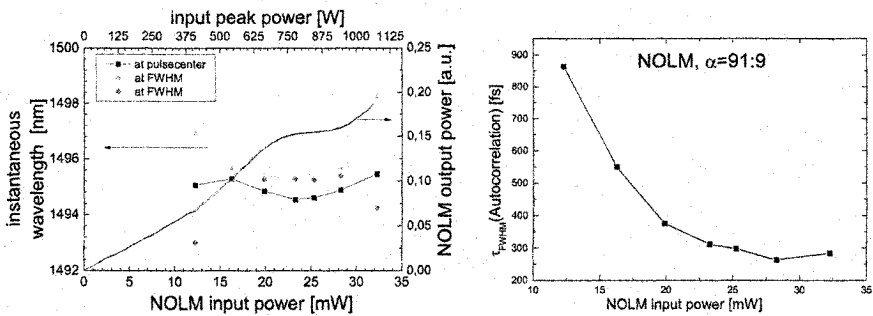 input peak power [W]
0 125 250 375 500 625 750 875 1000 1125
1500
1498
1496
1494
1492
instantaneous
wavelength [nm]
at pulsecenter
at FWHM
at FWHM
0,25
0,20
0,15
0,10
0,05
0,00
NOLM output power [a.u.]
0 5 10 15 20 25 30 35
NOLM input power [mW]
NOLM, α=91:9
900
800
700
600
500
400
300
200
τFWHM(Autocorrelation) [fs]
10 15 20 25 30 35
NOLM input power [mW]